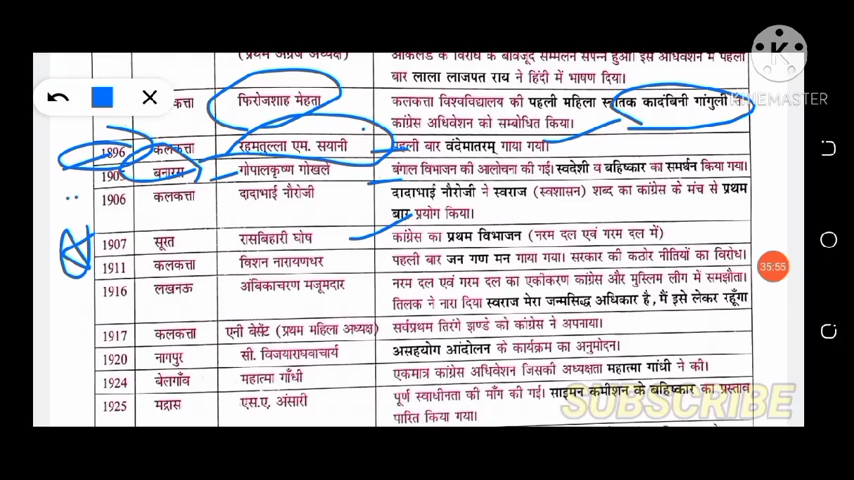 (प्रथम अंग्रेज अध्यक्ष) ऑकलैंड के विरोध के बावजूद सम्मेलन संपन्न हुआ। इस अधिवेशन में पहली
बार लाला लाजपत राय ने हिंदी में भाषण दिया।
कत्ता फिरोजशाह मेहता कलकत्ता विश्वविद्यालय की पहली महिला स्नातक कादंबिनी गांगुली
कांग्रेस अधिवेशन को सम्बोधित किया।
1896 कलकत्ता रहमतुल्ला एम. सयानी पहली बार वंदेमातरम् गाया गया।
1905 बनारस गोपालकृष्ण गोखले बंगाल विभाजन की आलोचना की गई। स्वदेशी व बहिष्कार का समर्थन किया गया।
1906 कलकत्ता दादाभाई नौरोजी दादाभाई नौरोजी ने स्वराज (स्वशासन) शब्द का कांग्रेस के मंच से प्रथम
बार प्रयोग किया।
1907 सूरत रासबिहारी घोष कांग्रेस का प्रथम विभाजन (नरम दल एवं गरम दल में)
1911 कलकत्ता विशन नारायणधर पहली बार जन गण मन गाया गया। सरकार की कठोर नीतियों का विरोध।
1916 लखनऊ अंबिकाचरण मजूमदार नरम दल एवं गरम दल का एकीकरण कांग्रेस और मुस्लिम लीग में समझौता।
तिलक ने नारा दिया स्वराज मेरा जन्मसिद्ध अधिकार है, मैं इसे लेकर रहूँगा
1917 कलकत्ता एनी बेसेंट (प्रथम महिला अध्यक्ष) सर्वप्रथम तिरंगे झण्डे को कांग्रेस ने अपनाया।
1920 नागपुर सी. विजयाराघवाचार्य असहयोग आंदोलन के कार्यक्रम का अनुमोदन।
1924 बेलगाँव महात्मा गाँधी एकमात्र कांग्रेस अधिवेशन जिसकी अध्यक्षता महात्मा गांधी ने की।
1925 मद्रास एस.ए. अंसारी पूर्ण स्वाधीनता की माँग की गई। साइमन कमीशन के बहिष्कार का प्रस्ताव
पारित किया गया।
KINEMASTER
35:55
SUBSCRIBE